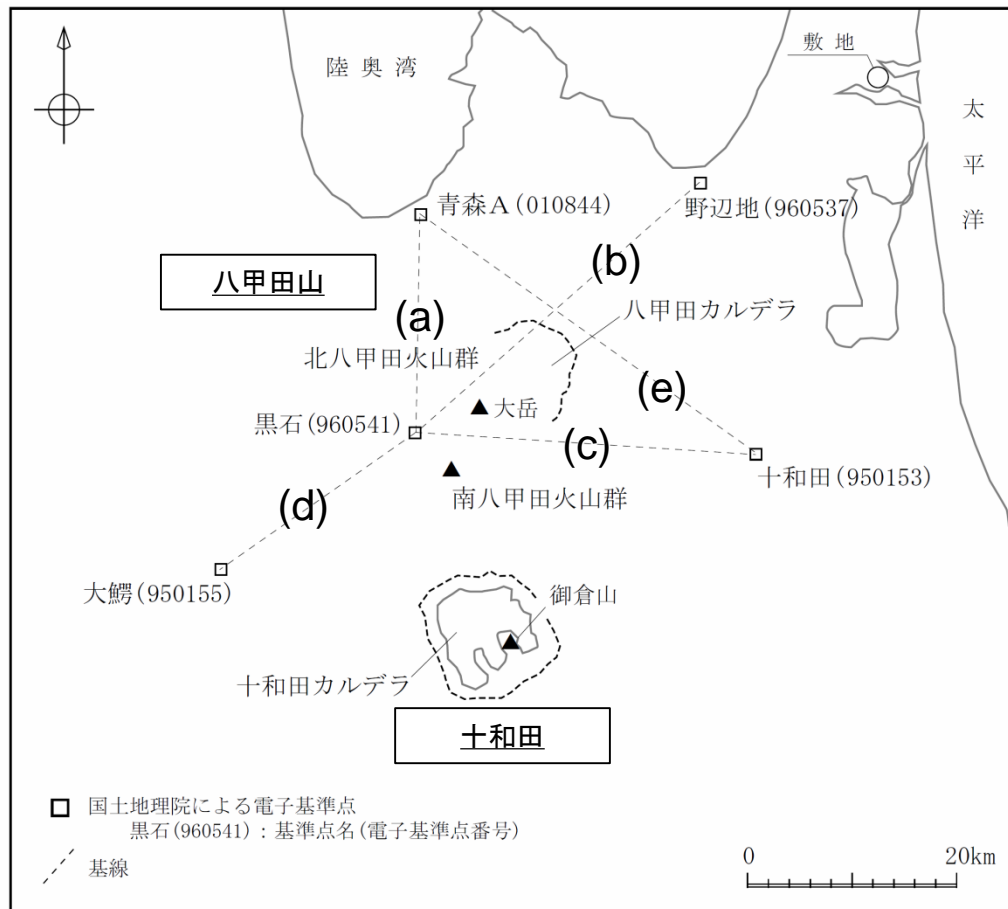 敷地
陸奥湾
太平洋
青森A(010844)
野辺地(960537)
(b)
八甲田山
(a)
八甲田カルデラ
北八甲田火山群
(e)
大岳
黒石(960541)
(c)
十和田(950153)
南八甲田火山群
(d)
大鰐(950155)
御倉山
十和田カルデラ
十和田
国土地理院による電子基準点
黒石(960541):基準点名(電子基準点番号)
基線
0 20km